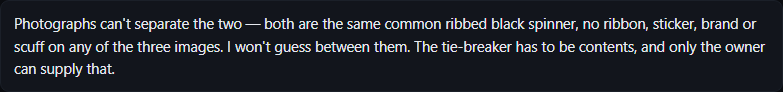 Photographs can't separate the two — both are the same common ribbed black spinner, no ribbon, sticker, brand or
scuff on any of the three images. I won't guess between them. The tie-breaker has to be contents, and only the owner
can supply that.